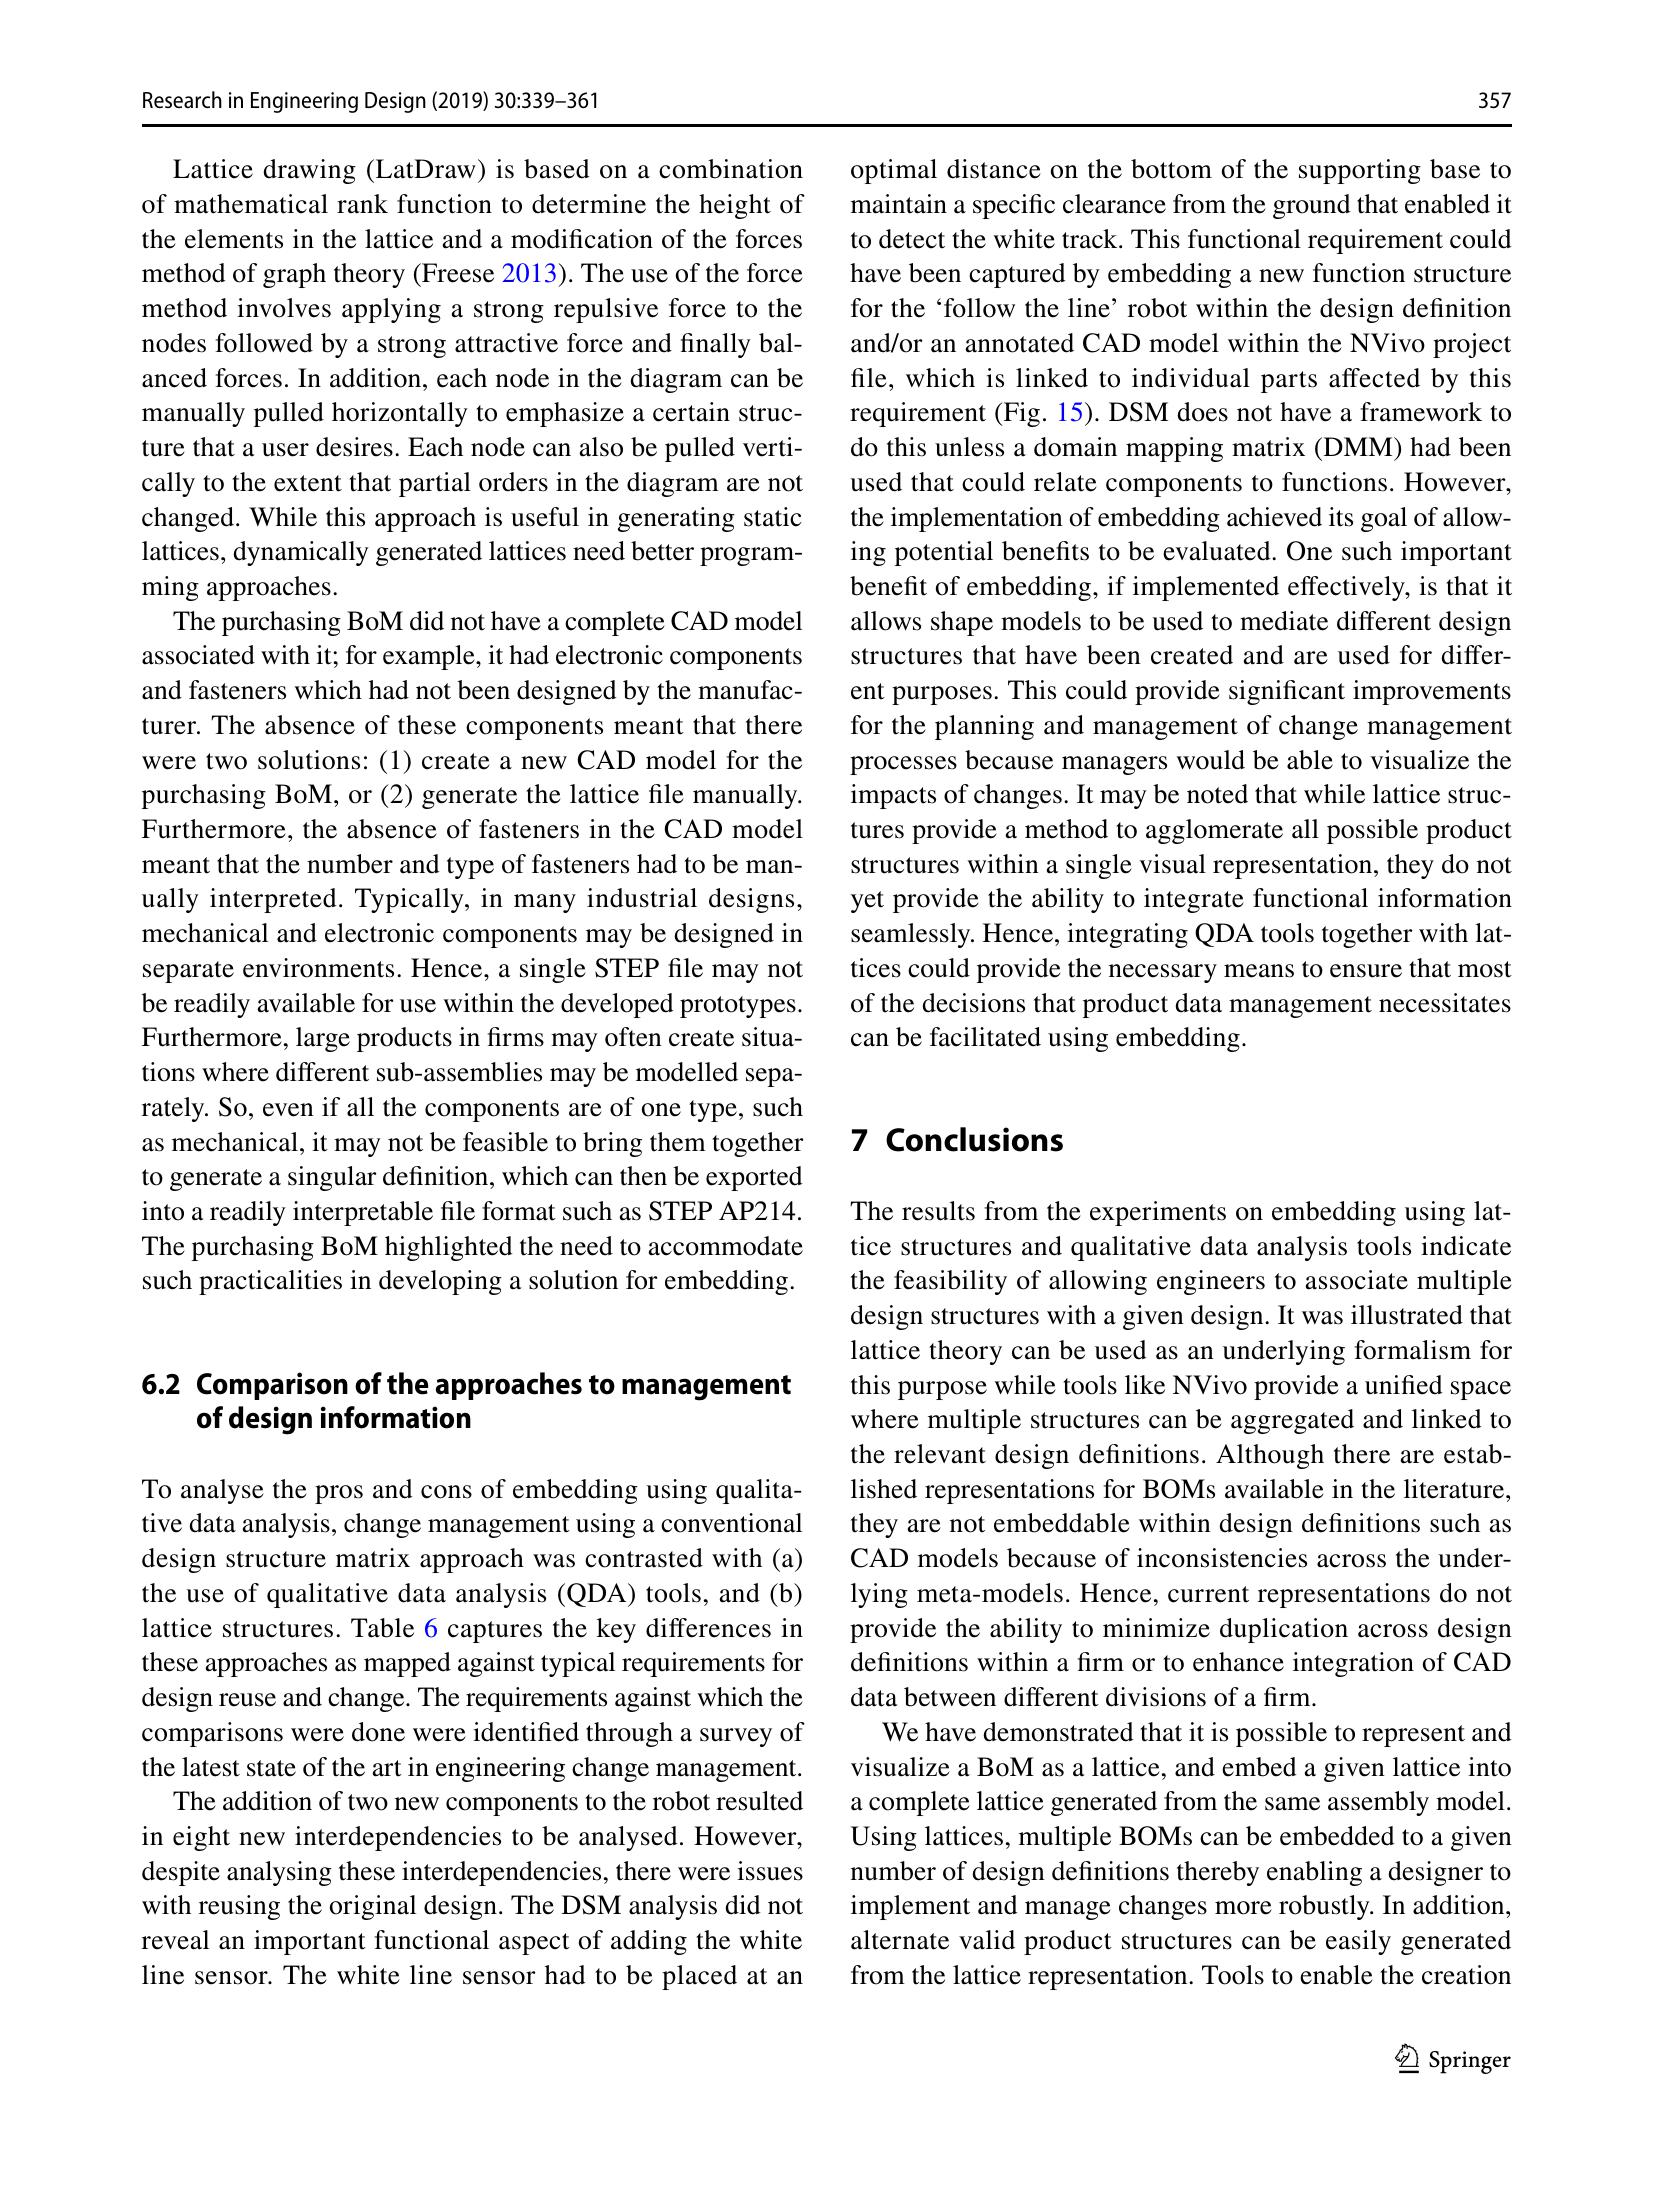 Research in Engineering Design (2019) 30:339–361
357
Lattice drawing (LatDraw) is based on a combination
of mathematical rank function to determine the height of
the elements in the lattice and a modification of the forces
method of graph theory (Freese 2013). The use of the force
method involves applying a strong repulsive force to the
nodes followed by a strong attractive force and finally bal-
anced forces. In addition, each node in the diagram can be
manually pulled horizontally to emphasize a certain struc-
ture that a user desires. Each node can also be pulled verti-
cally to the extent that partial orders in the diagram are not
changed. While this approach is useful in generating static
lattices, dynamically generated lattices need better program-
ming approaches.
The purchasing BoM did not have a complete CAD model
associated with it; for example, it had electronic components
and fasteners which had not been designed by the manufac-
turer. The absence of these components meant that there
were two solutions: (1) create a new CAD model for the
purchasing BoM, or (2) generate the lattice file manually.
Furthermore, the absence of fasteners in the CAD model
meant that the number and type of fasteners had to be man-
ually interpreted. Typically, in many industrial designs,
mechanical and electronic components may be designed in
separate environments. Hence, a single STEP file may not
be readily available for use within the developed prototypes.
Furthermore, large products in firms may often create situa-
tions where different sub-assemblies may be modelled sepa-
rately. So, even if all the components are of one type, such
as mechanical, it may not be feasible to bring them together
to generate a singular definition, which can then be exported
into a readily interpretable file format such as STEP AP214.
The purchasing BoM highlighted the need to accommodate
such practicalities in developing a solution for embedding.
6.2 Comparison of the approaches to management
of design information
To analyse the pros and cons of embedding using qualita-
tive data analysis, change management using a conventional
design structure matrix approach was contrasted with (a)
the use of qualitative data analysis (QDA) tools, and (b)
lattice structures. Table 6 captures the key differences in
these approaches as mapped against typical requirements for
design reuse and change. The requirements against which the
comparisons were done were identified through a survey of
the latest state of the art in engineering change management.
The addition of two new components to the robot resulted
in eight new interdependencies to be analysed. However,
despite analysing these interdependencies, there were issues
with reusing the original design. The DSM analysis did not
reveal an important functional aspect of adding the white
line sensor. The white line sensor had to be placed at an
optimal distance on the bottom of the supporting base to
maintain a specific clearance from the ground that enabled it
to detect the white track. This functional requirement could
have been captured by embedding a new function structure
for the ‘follow the line’ robot within the design definition
and/or an annotated CAD model within the NVivo project
file, which is linked to individual parts affected by this
requirement (Fig. 15). DSM does not have a framework to
do this unless a domain mapping matrix (DMM) had been
used that could relate components to functions. However,
the implementation of embedding achieved its goal of allow-
ing potential benefits to be evaluated. One such important
benefit of embedding, if implemented effectively, is that it
allows shape models to be used to mediate different design
structures that have been created and are used for differ-
ent purposes. This could provide significant improvements
for the planning and management of change management
processes because managers would be able to visualize the
impacts of changes. It may be noted that while lattice struc-
tures provide a method to agglomerate all possible product
structures within a single visual representation, they do not
yet provide the ability to integrate functional information
seamlessly. Hence, integrating QDA tools together with lat-
tices could provide the necessary means to ensure that most
of the decisions that product data management necessitates
can be facilitated using embedding.
7 Conclusions
The results from the experiments on embedding using lat-
tice structures and qualitative data analysis tools indicate
the feasibility of allowing engineers to associate multiple
design structures with a given design. It was illustrated that
lattice theory can be used as an underlying formalism for
this purpose while tools like NVivo provide a unified space
where multiple structures can be aggregated and linked to
the relevant design definitions. Although there are estab-
lished representations for BOMs available in the literature,
they are not embeddable within design definitions such as
CAD models because of inconsistencies across the under-
lying meta-models. Hence, current representations do not
provide the ability to minimize duplication across design
definitions within a firm or to enhance integration of CAD
data between different divisions of a firm.
We have demonstrated that it is possible to represent and
visualize a BoM as a lattice, and embed a given lattice into
a complete lattice generated from the same assembly model.
Using lattices, multiple BOMs can be embedded to a given
number of design definitions thereby enabling a designer to
implement and manage changes more robustly. In addition,
alternate valid product structures can be easily generated
from the lattice representation. Tools to enable the creation
Springer